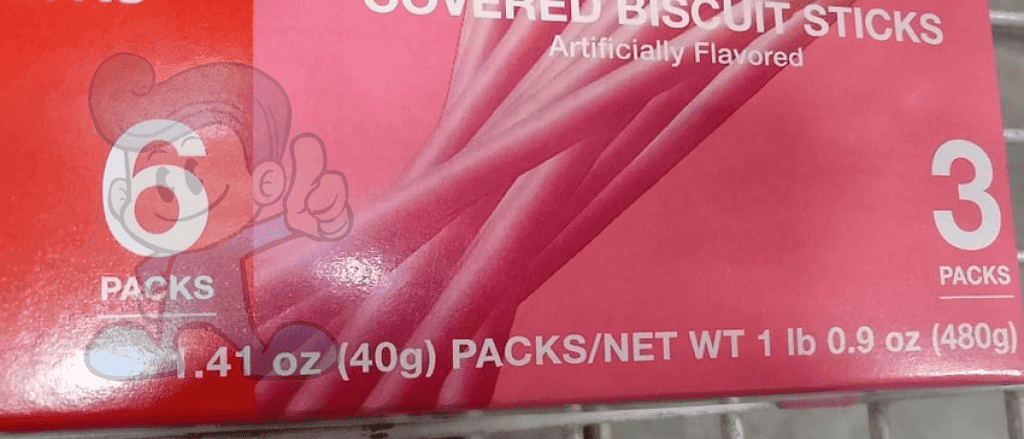 COVERED BISCUIT STICKS
Artificially Flavored
6
PACKS
3
PACKS
1.41 oz (40g) PACKS/NET WT 1 lb 0.9 oz (480g)